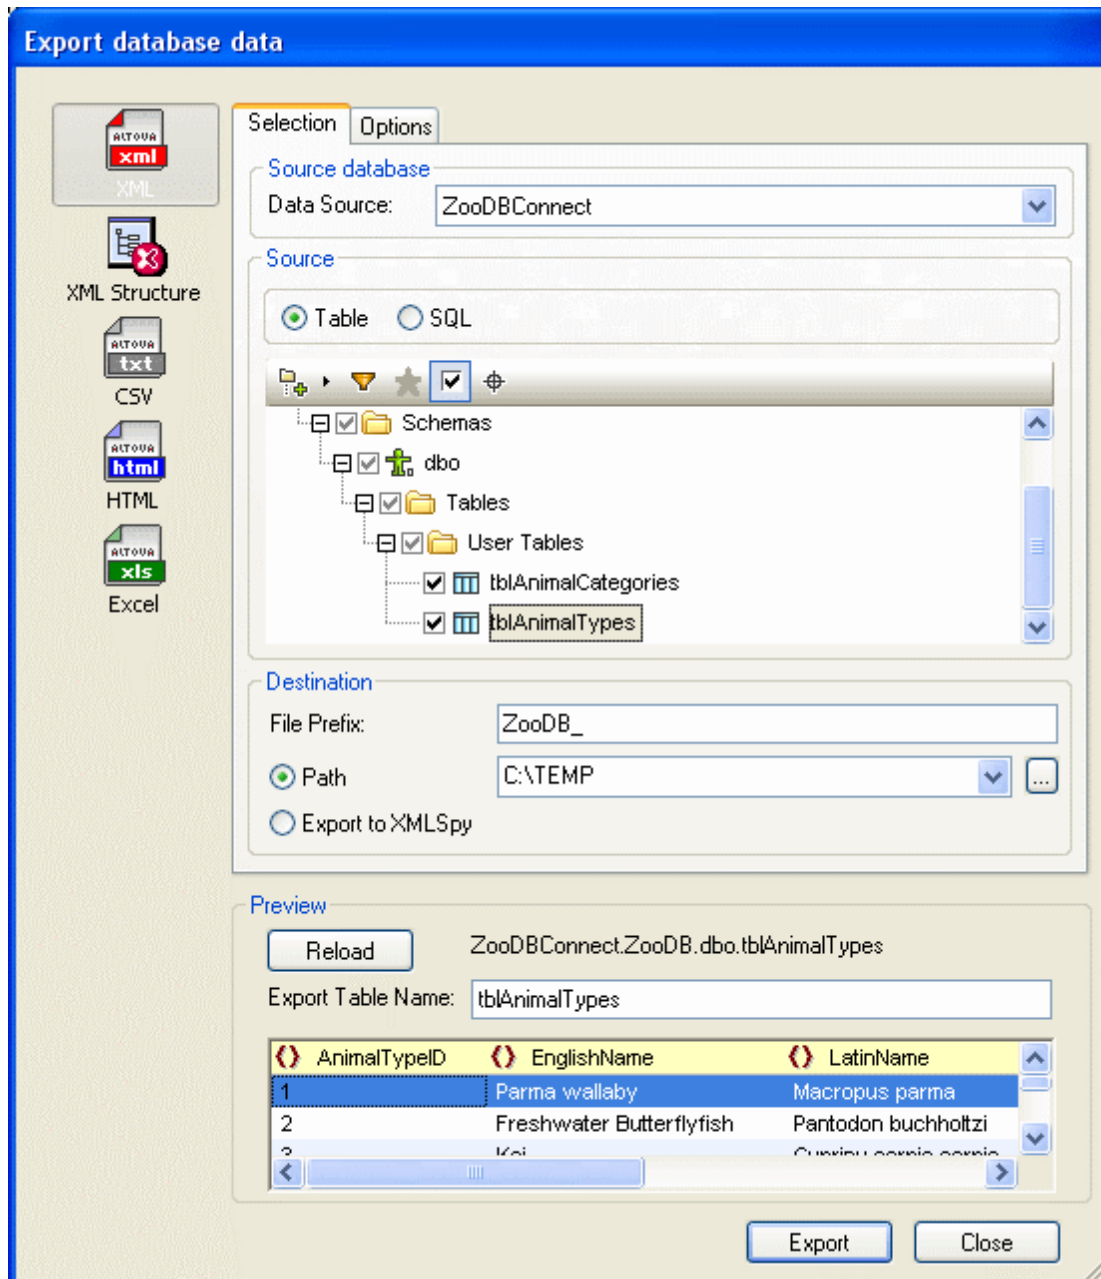 Export database data
ALTOVA
xml
XML
XML Structure
ALTOVA
txt
CSV
ALTOVA
html
HTML
ALTOVA
xls
Excel
Selection Options
Source database
Data Source: ZooDBConnect
Source
Table SQL
Schemas
dbo
Tables
User Tables
tblAnimalCategories
tblAnimalTypes
Destination
File Prefix: ZooDB_
Path C:\TEMP ...
Export to XMLSpy
Preview
Reload ZooDBConnect.ZooDB.dbo.tblAnimalTypes
Export Table Name: tblAnimalTypes
AnimalTypeID EnglishName LatinName
1 Parma wallaby Macropus parma
2 Freshwater Butterflyfish Pantodon buchholtzi
3 Koi
Export Close